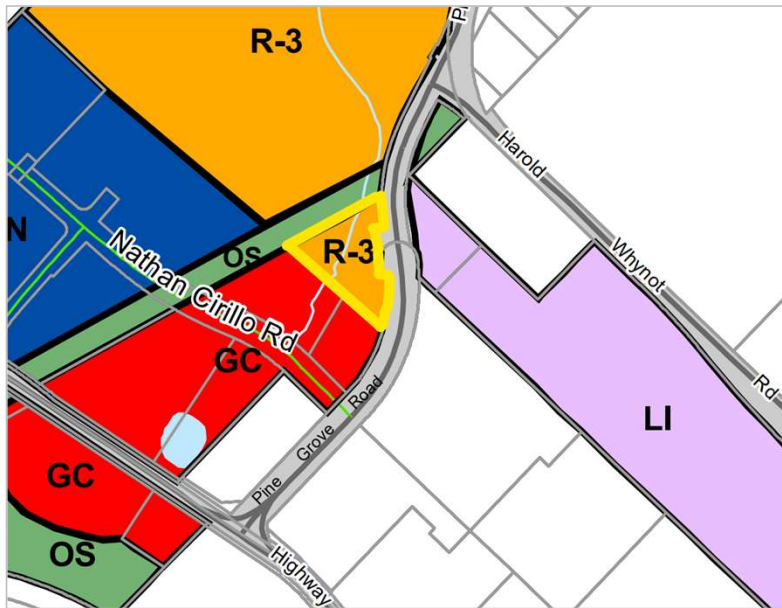 R-3
Harold
Whynot
Rd
N
OS
R-3
Nathan Cirillo Rd
GC
Pine
Grove
Road
LI
GC
OS
Highway